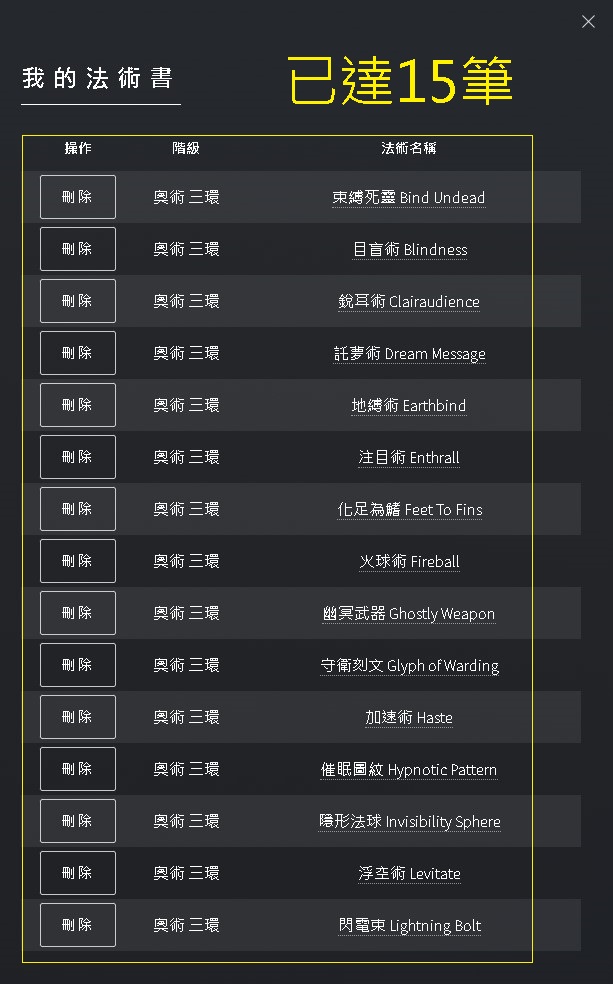 我的法術書
已達15筆
操作 階級 法術名稱
刪除 奧術 三環 束縛死靈 Bind Undead
刪除 奧術 三環 目盲術 Blindness
刪除 奧術 三環 銳耳術 Clairaudience
刪除 奧術 三環 託夢術 Dream Message
刪除 奧術 三環 地縛術 Earthbind
刪除 奧術 三環 注目術 Enthrall
刪除 奧術 三環 化足為鰭 Feet To Fins
刪除 奧術 三環 火球術 Fireball
刪除 奧術 三環 幽冥武器 Ghostly Weapon
刪除 奧術 三環 守衛刻文 Glyph of Warding
刪除 奧術 三環 加速術 Haste
刪除 奧術 三環 催眠圖紋 Hypnotic Pattern
刪除 奧術 三環 隱形法球 Invisibility Sphere
刪除 奧術 三環 浮空術 Levitate
刪除 奧術 三環 閃電束 Lightning Bolt